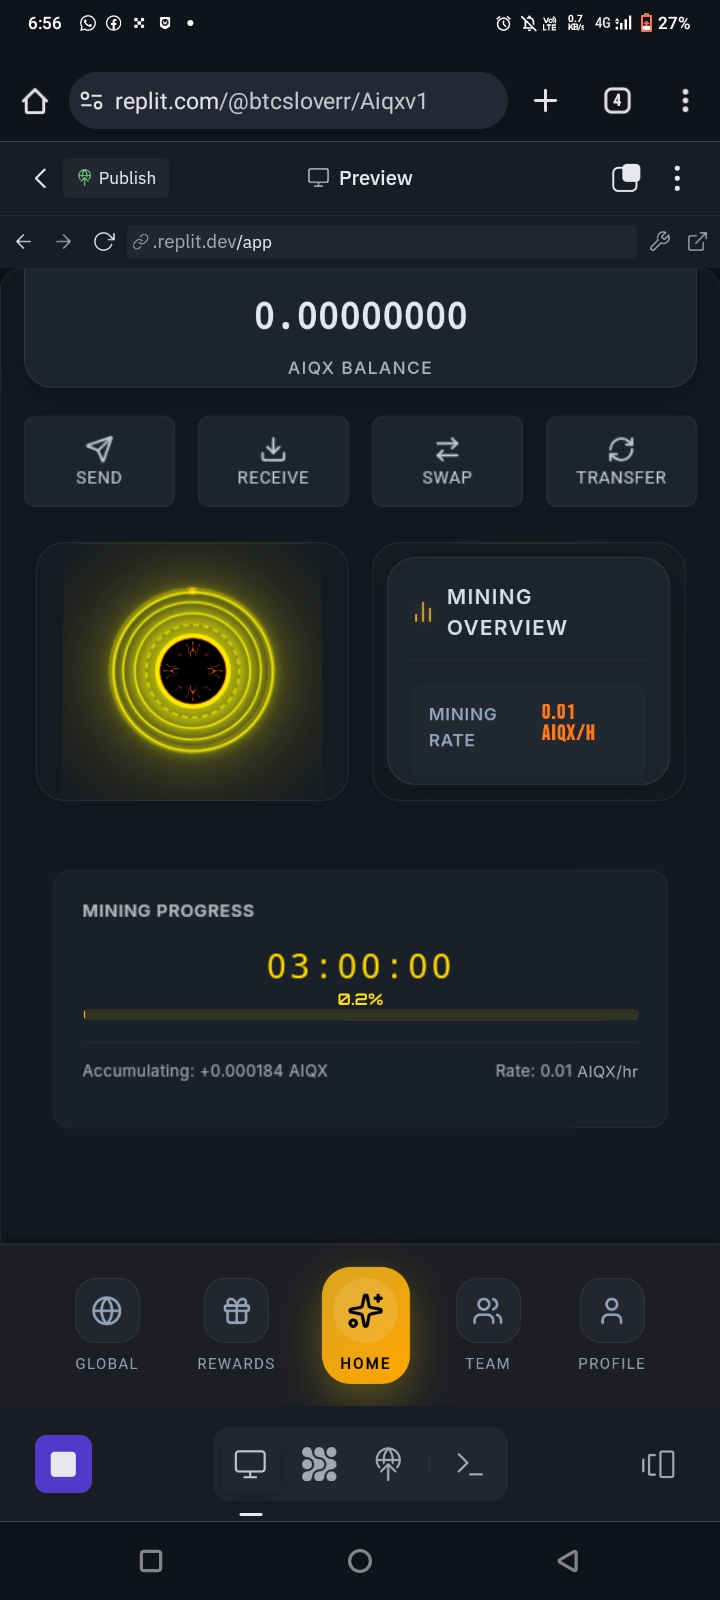 6:56
VoI) LTE
0.7 KB/s
4G
27%
replit.com/@btcsloverr/Aiqxv1
4
Publish
Preview
.replit.dev/app
0.00000000
AIQX BALANCE
SEND
RECEIVE
SWAP
TRANSFER
MINING
OVERVIEW
MINING
RATE
0.01
AIQX/H
MINING PROGRESS
03:00:00
0.2%
Accumulating: +0.000184 AIQX
Rate: 0.01 AIQX/hr
GLOBAL
REWARDS
HOME
TEAM
PROFILE